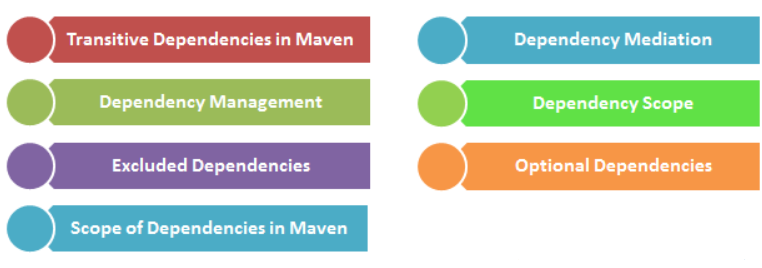 Transitive Dependencies in Maven
Dependency Management
Excluded Dependencies
Scope of Dependencies in Maven
Dependency Mediation
Dependency Scope
Optional Dependencies